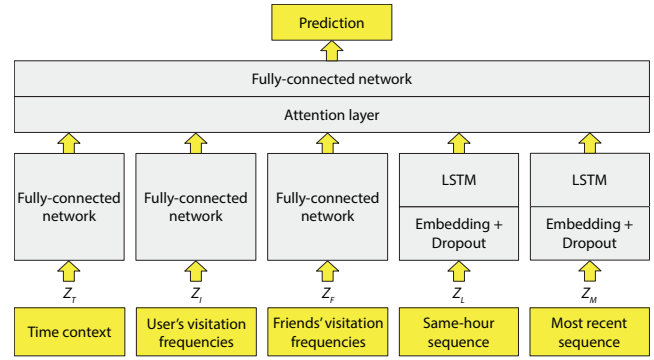 Prediction
Fully-connected network
Attention layer
Fully-connected
network
Fully-connected
network
Fully-connected
network
LSTM
Embedding +
Dropout
LSTM
Embedding +
Dropout
Z_T
Z_I
Z_F
Z_L
Z_M
Time context
User's visitation
frequencies
Friends' visitation
frequencies
Same-hour
sequence
Most recent
sequence